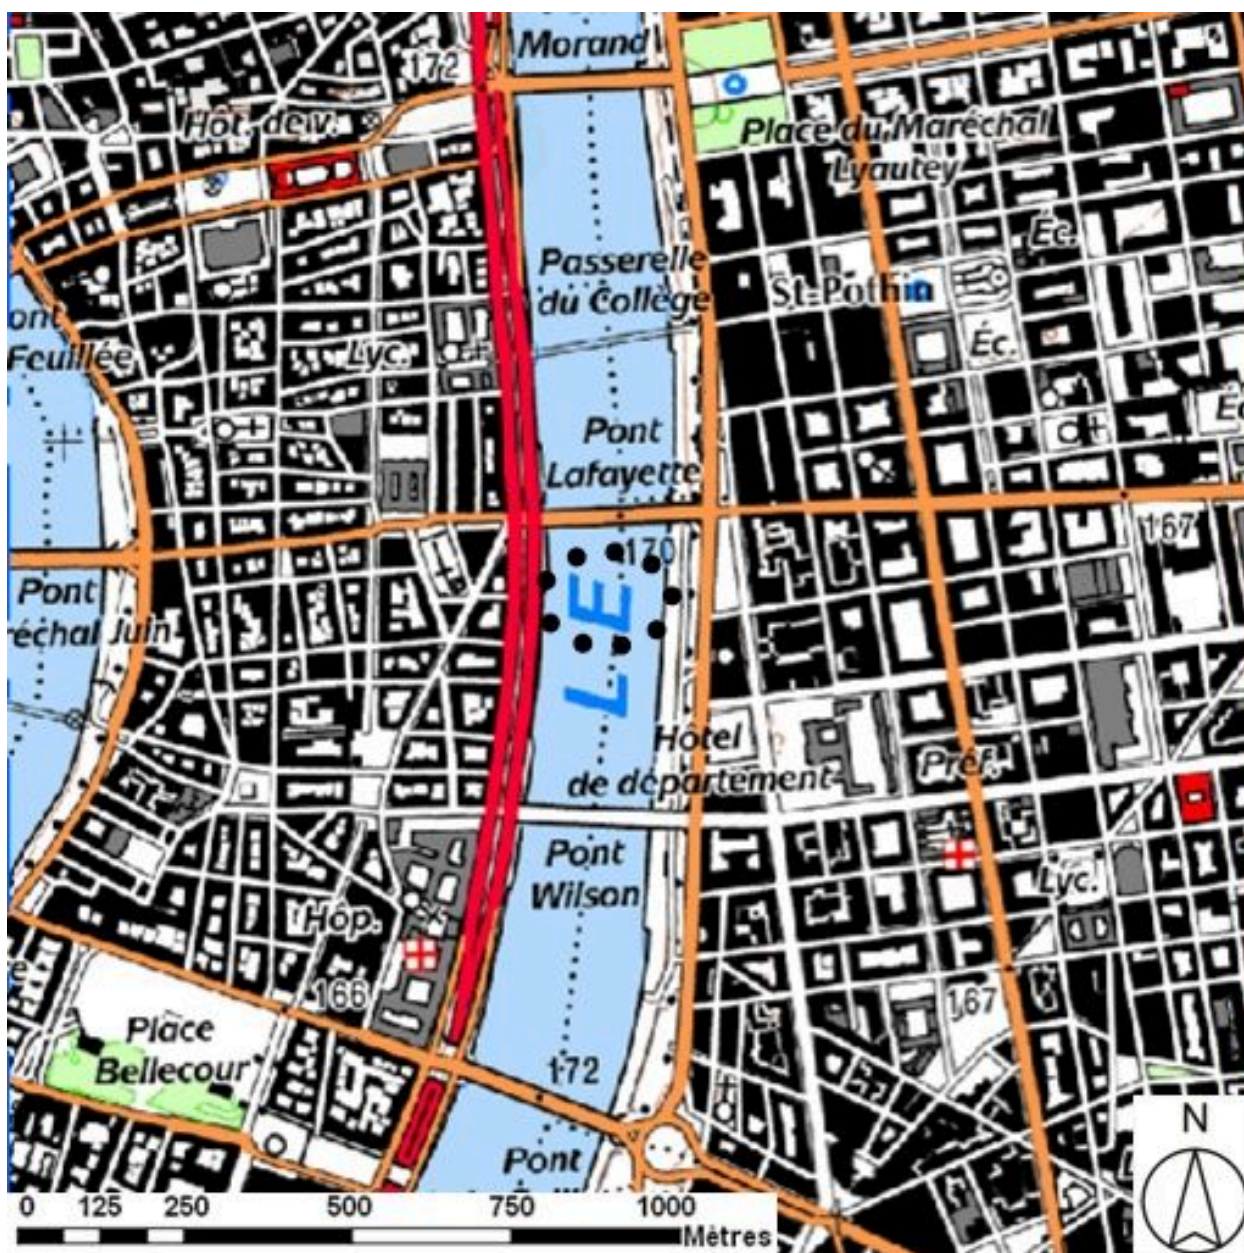 Morand
172
Hôt. de v.
Place du Maréchal
Lyautey
Éc.
Passerelle
du Collège
St-Pothin
ont
Feuillée
Lyc.
Éc.
Éc
Pont
Lafayette
170
167
L E
Pont
réchal Juin
Hôtel
de département
Préf.
Pont
Wilson
Lyc.
Hôp.
e
166
167
Place
Bellecour
172
Pont
N
0 125 250 500 750 1000
Mètres